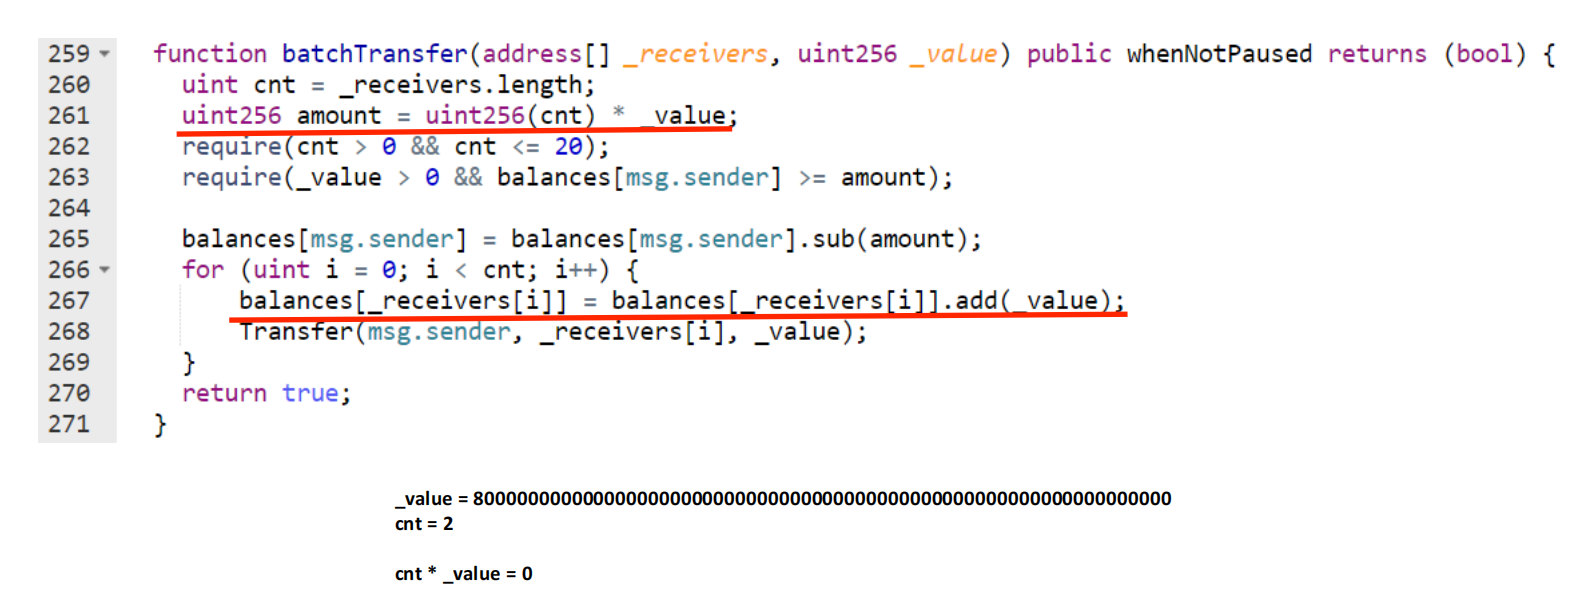 259 function batchTransfer(address[] _receivers, uint256 _value) public whenNotPaused returns (bool) {
260 uint cnt = _receivers.length;
261 uint256 amount = uint256(cnt) * _value;
262 require(cnt > 0 && cnt <= 20);
263 require(_value > 0 && balances[msg.sender] >= amount);
264
265 balances[msg.sender] = balances[msg.sender].sub(amount);
266 for (uint i = 0; i < cnt; i++) {
267 balances[_receivers[i]] = balances[_receivers[i]].add(_value);
268 Transfer(msg.sender, _receivers[i], _value);
269 }
270 return true;
271 }
_value = 8000000000000000000000000000000000000000000000000000000000000000
cnt = 2
cnt * _value = 0